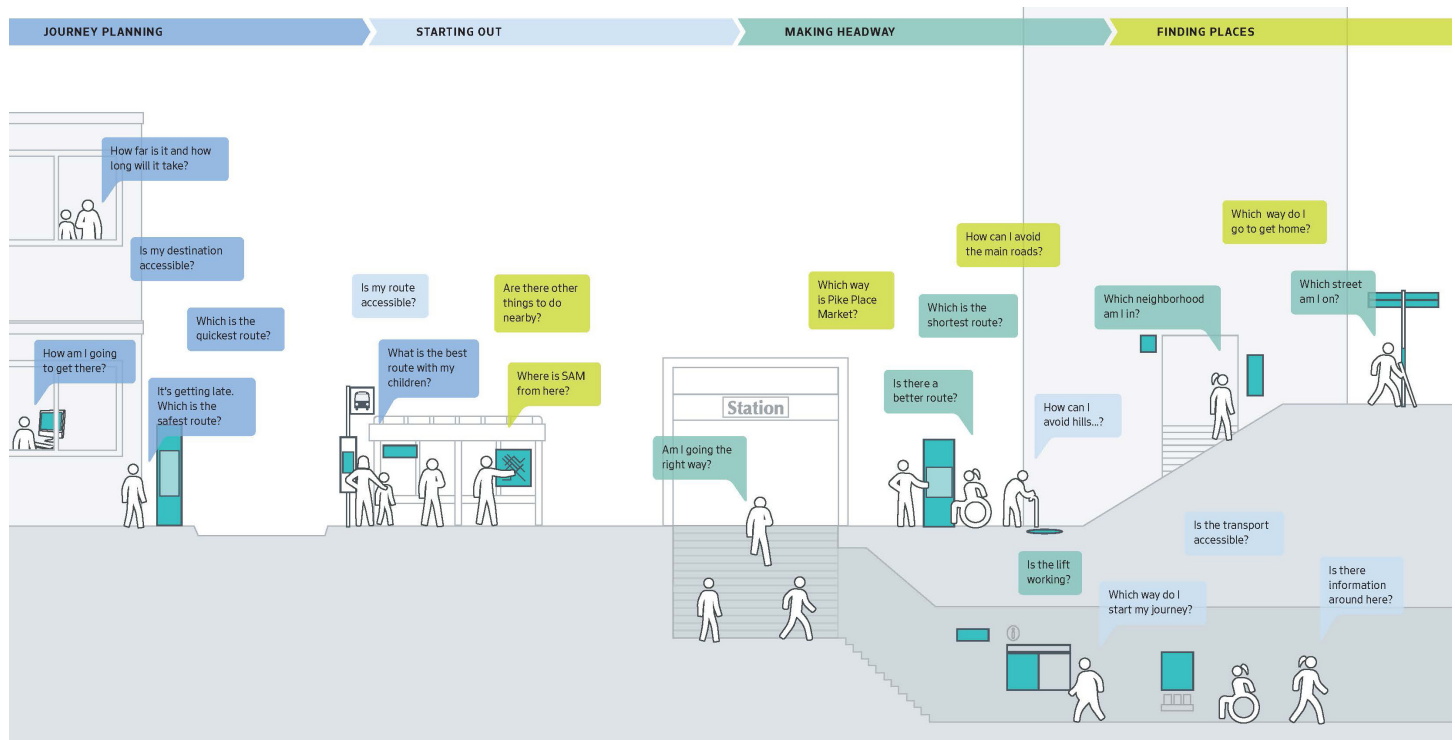 JOURNEY PLANNING
STARTING OUT
MAKING HEADWAY
FINDING PLACES
How far is it and how
long will it take?
Is my destination
accessible?
Which is the
quickest route?
How am I going
to get there?
It's getting late.
Which is the
safest route?
Is my route
accessible?
What is the best
route with my
children?
Are there other
things to do
nearby?
Where is SAM
from here?
Station
Am I going the
right way?
Which way
is Pike Place
Market?
How can I avoid
the main roads?
Which is the
shortest route?
Is there a
better route?
How can I
avoid hills...?
Which neighborhood
am I in?
Which way do I
go to get home?
Which street
am I on?
Is the lift
working?
Which way do I
start my journey?
Is the transport
accessible?
Is there
information
around here?